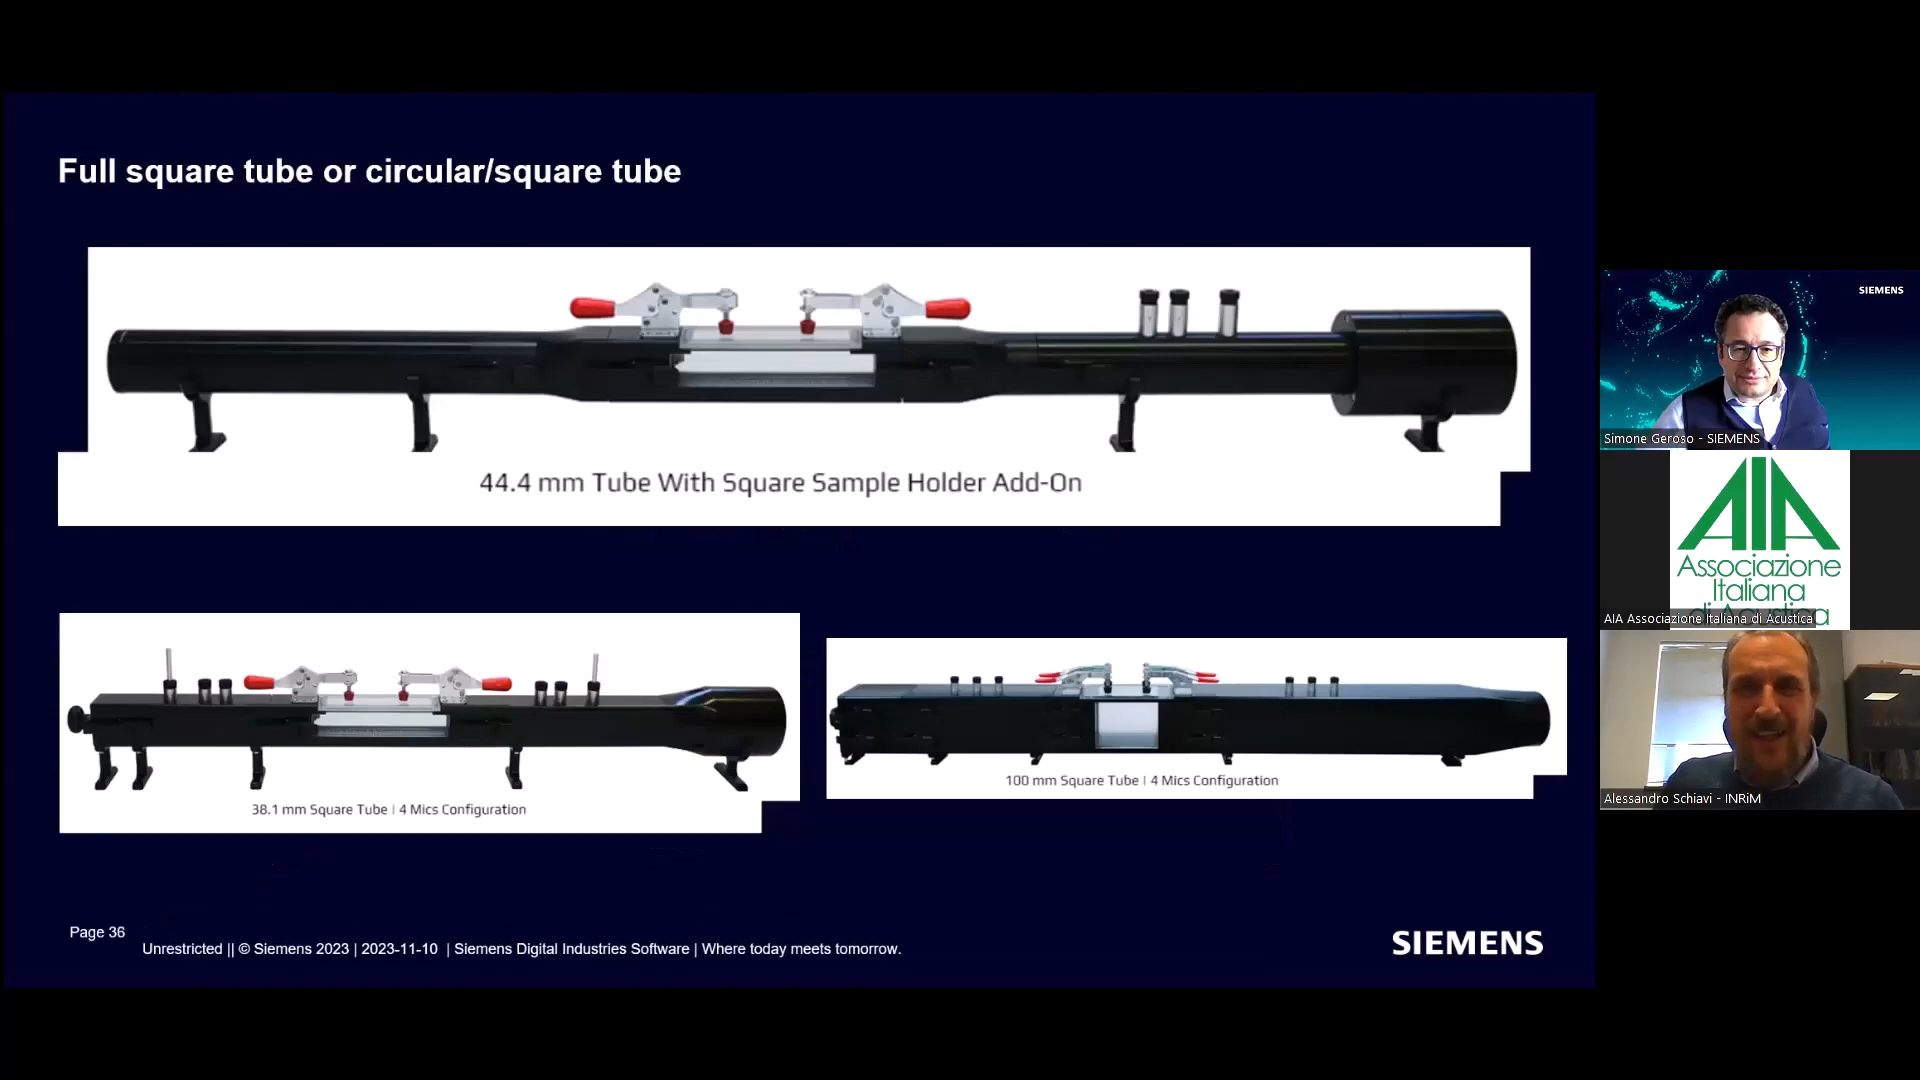 Full square tube or circular/square tube
44.4 mm Tube With Square Sample Holder Add-On
38.1 mm Square Tube | 4 Mics Configuration
100 mm Square Tube | 4 Mics Configuration
Page 36
Unrestricted || © Siemens 2023 | 2023-11-10 | Siemens Digital Industries Software | Where today meets tomorrow.
SIEMENS
SIEMENS
Simone Geroso - SIEMENS
AIA
Associazione
Italiana
di Acustica
AIA Associazione Italiana di Acustica
Alessandro Schiavi - INRiM